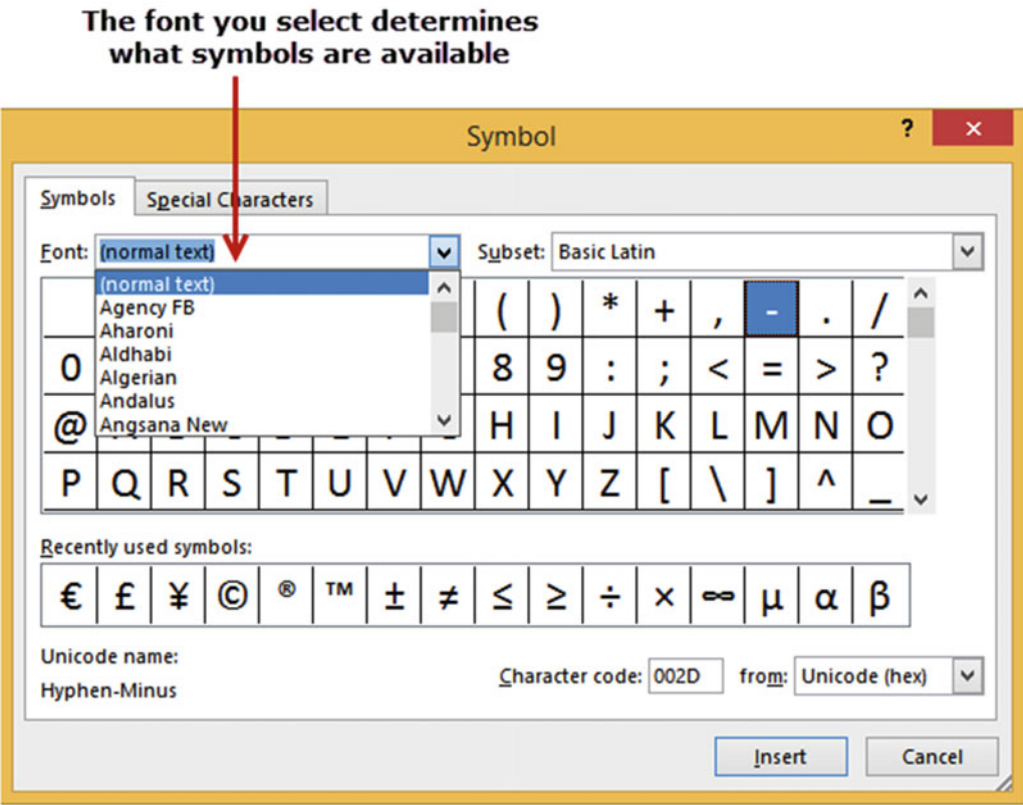 The font you select determines
what symbols are available
Symbol
?
Symbols Special Characters
Font: (normal text) Subset: Basic Latin
(normal text)
Agency FB
Aharoni
Aldhabi
Algerian
Andalus
Angsana New
( ) * + , - . /
0 8 9 : ; < = > ?
@ H I J K L M N O
P Q R S T U V W X Y Z [ \ ] ^ _
Recently used symbols:
€ £ ¥ © ® ™ ± ≠ ≤ ≥ ÷ × ∞ µ α β
Unicode name:
Hyphen-Minus
Character code: 002D from: Unicode (hex)
Insert Cancel